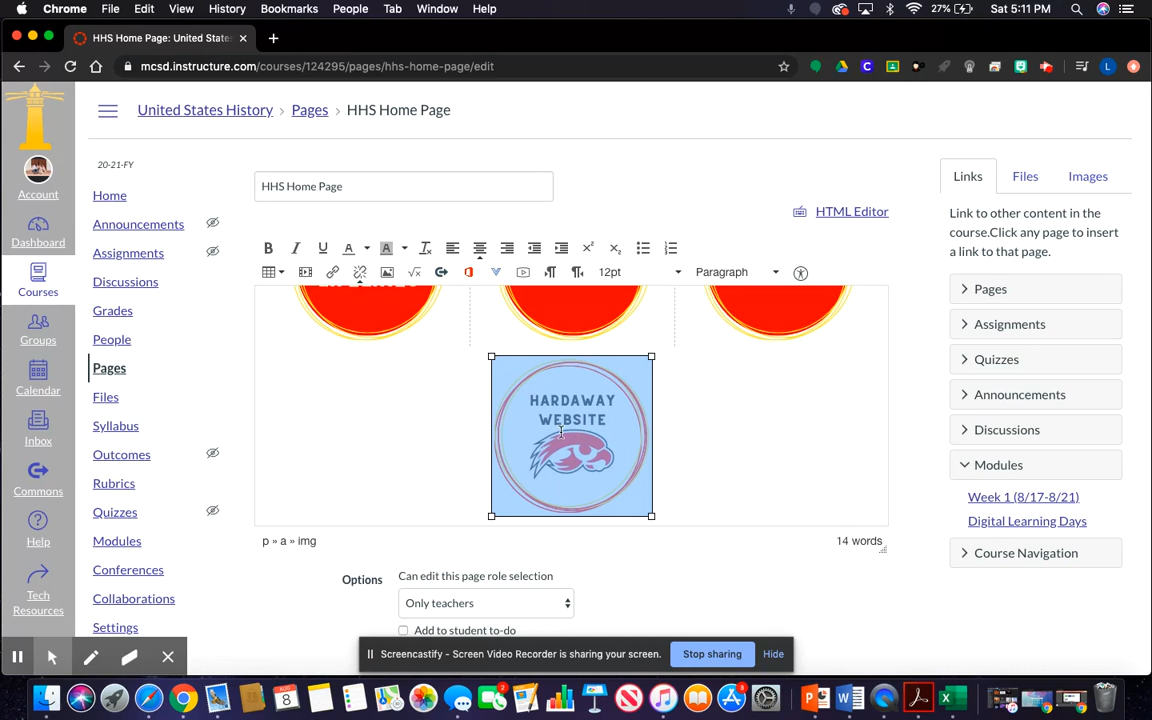 Chrome File Edit View History Bookmarks People Tab Window Help 27% Sat 5:11 PM
HHS Home Page: United State
mcsd.instructure.com/courses/124295/pages/hhs-home-page/edit
L
United States History > Pages > HHS Home Page
20-21-FY
Account
Dashboard
Courses
Groups
Calendar
Inbox
Commons
Help
Tech
Resources
Home
Announcements
Assignments
Discussions
Grades
People
Pages
Files
Syllabus
Outcomes
Rubrics
Quizzes
Modules
Conferences
Collaborations
Settings
HHS Home Page
HTML Editor
12pt Paragraph
HARDAWAY
WEBSITE
p » a » img
14 words
Options Can edit this page role selection
Only teachers
Add to student to-do
Links Files Images
Link to other content in the
course.Click any page to insert
a link to that page.
Pages
Assignments
Quizzes
Announcements
Discussions
Modules
Week 1 (8/17-8/21)
Digital Learning Days
Course Navigation
Screencastify - Screen Video Recorder is sharing your screen. Stop sharing Hide